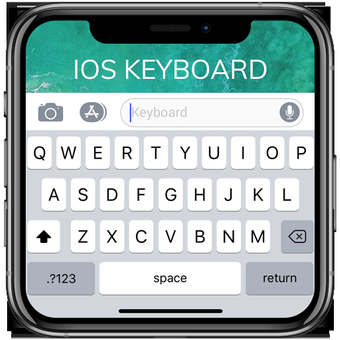 IOS KEYBOARD
Keyboard
Q W E R T Y U I O P
A S D F G H J K L
Z X C V B N M
.?123 space return